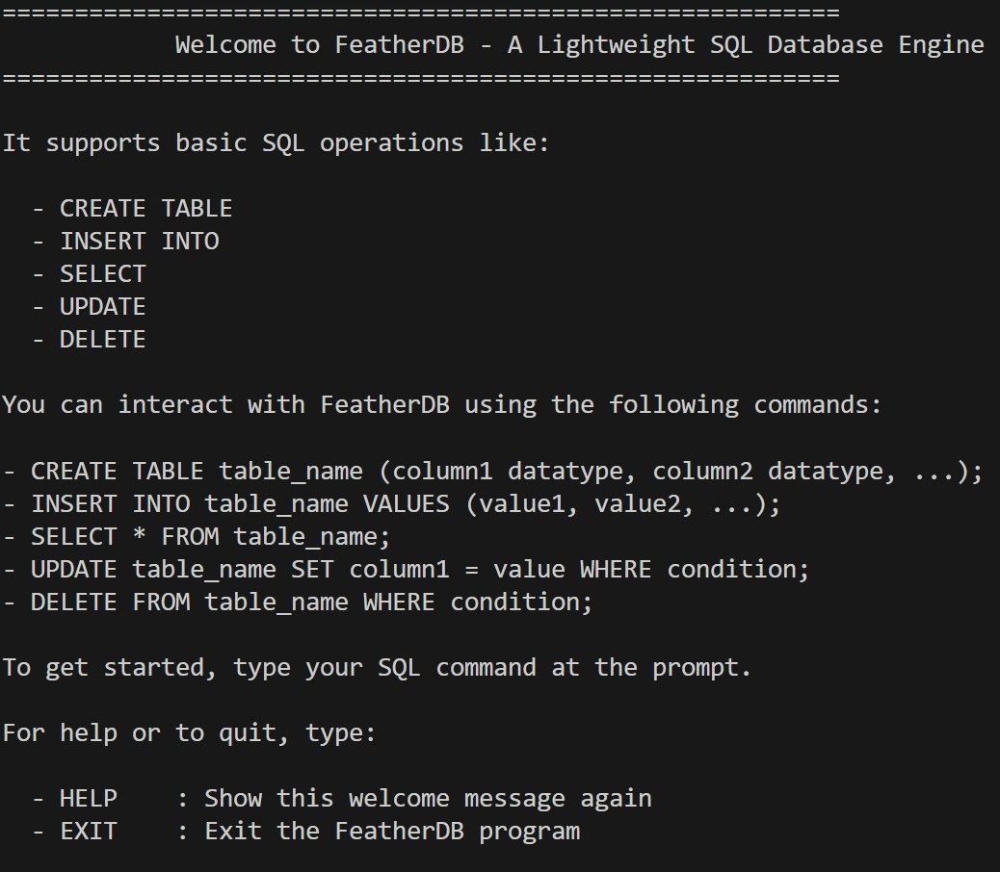 ==========================================================
            Welcome to FeatherDB - A Lightweight SQL Database Engine
==========================================================

It supports basic SQL operations like:

  - CREATE TABLE
  - INSERT INTO
  - SELECT
  - UPDATE
  - DELETE

You can interact with FeatherDB using the following commands:

- CREATE TABLE table_name (column1 datatype, column2 datatype, ...);
- INSERT INTO table_name VALUES (value1, value2, ...);
- SELECT * FROM table_name;
- UPDATE table_name SET column1 = value WHERE condition;
- DELETE FROM table_name WHERE condition;

To get started, type your SQL command at the prompt.

For help or to quit, type:

  - HELP    : Show this welcome message again
  - EXIT    : Exit the FeatherDB program